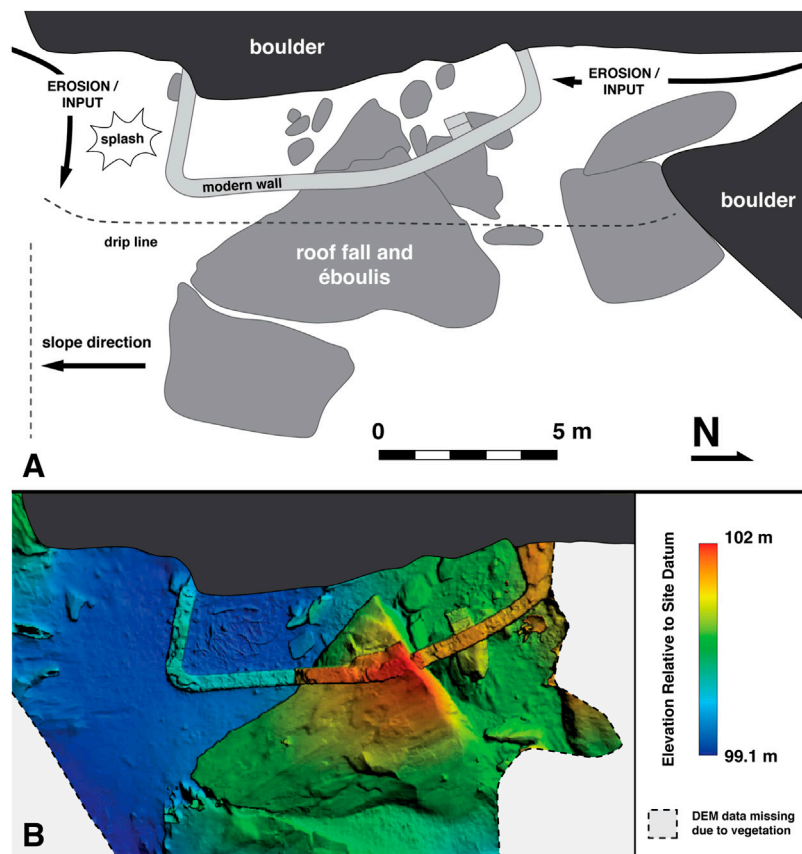 boulder
EROSION /
INPUT
EROSION /
INPUT
splash
modern wall
boulder
drip line
roof fall and
éboulis
slope direction
0 5 m
N
A
102 m
Elevation Relative to Site Datum
99.1 m
DEM data missing
due to vegetation
B